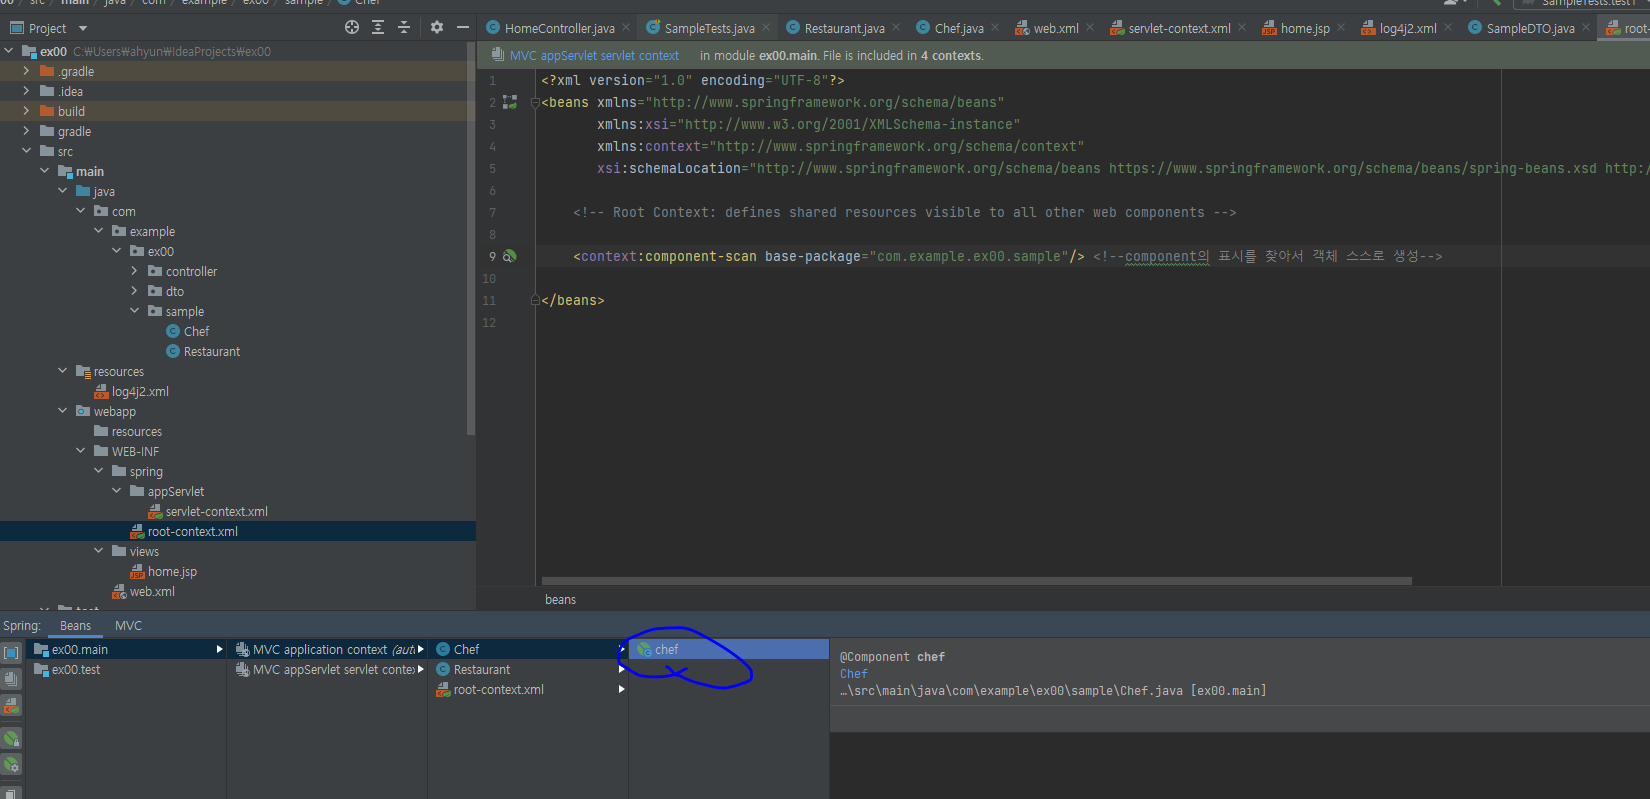 00 / src / main / java / com / example / ex00 / sample / Chef
SampleTests.test1
Project
HomeController.java SampleTests.java Restaurant.java Chef.java web.xml servlet-context.xml home.jsp log4j2.xml SampleDTO.java root-
ex00 C:₩Users₩ahyun₩IdeaProjects₩ex00
.gradle
.idea
build
gradle
src
main
java
com
example
ex00
controller
dto
sample
Chef
Restaurant
resources
log4j2.xml
webapp
resources
WEB-INF
spring
appServlet
servlet-context.xml
root-context.xml
views
home.jsp
web.xml
test
MVC appServlet servlet context in module ex00.main. File is included in 4 contexts.
1 <?xml version="1.0" encoding="UTF-8"?>
2 <beans xmlns="http://www.springframework.org/schema/beans"
3 xmlns:xsi="http://www.w3.org/2001/XMLSchema-instance"
4 xmlns:context="http://www.springframework.org/schema/context"
5 xsi:schemaLocation="http://www.springframework.org/schema/beans https://www.springframework.org/schema/beans/spring-beans.xsd http:/
6
7 <!-- Root Context: defines shared resources visible to all other web components -->
8
9 <context:component-scan base-package="com.example.ex00.sample"/> <!--component의 표시를 찾아서 객체 스스로 생성-->
10
11 </beans>
12
beans
Spring: Beans MVC
ex00.main
ex00.test
MVC application context (auto
MVC appServlet servlet conte
Chef
Restaurant
root-context.xml
chef
@Component chef
Chef
…\src\main\java\com\example\ex00\sample\Chef.java [ex00.main]